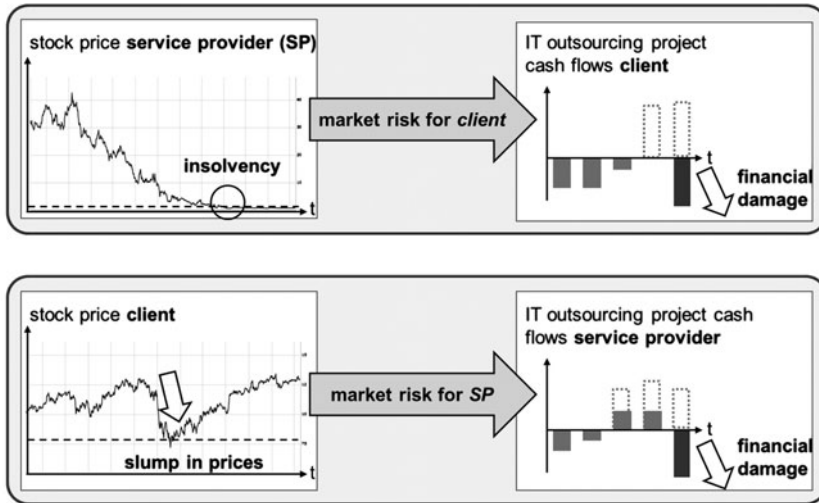 stock price service provider (SP)
insolvency
t
market risk for client
IT outsourcing project
cash flows client
t
financial
damage
stock price client
slump in prices
t
market risk for SP
IT outsourcing project cash
flows service provider
t
financial
damage